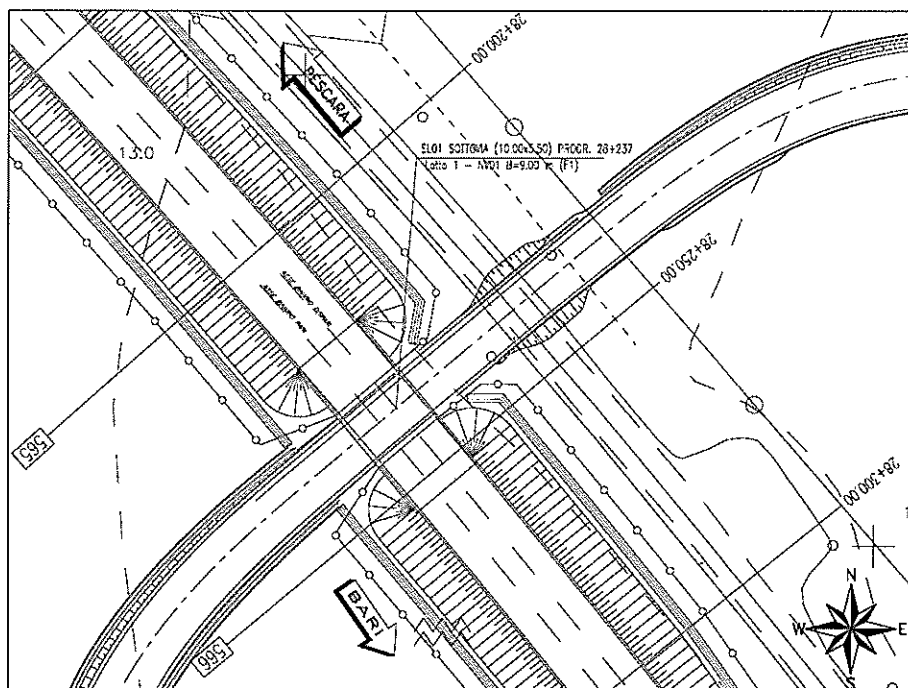 28+200.00
PESCARA
SL01 SOTTOVIA (10.00x5.50) PROGR. 28+237
Lotto 1 - NV01 B=9.00 m (F1)
13.0
28+250.00
565
28+300.00
566
BARI
N
W
E
S